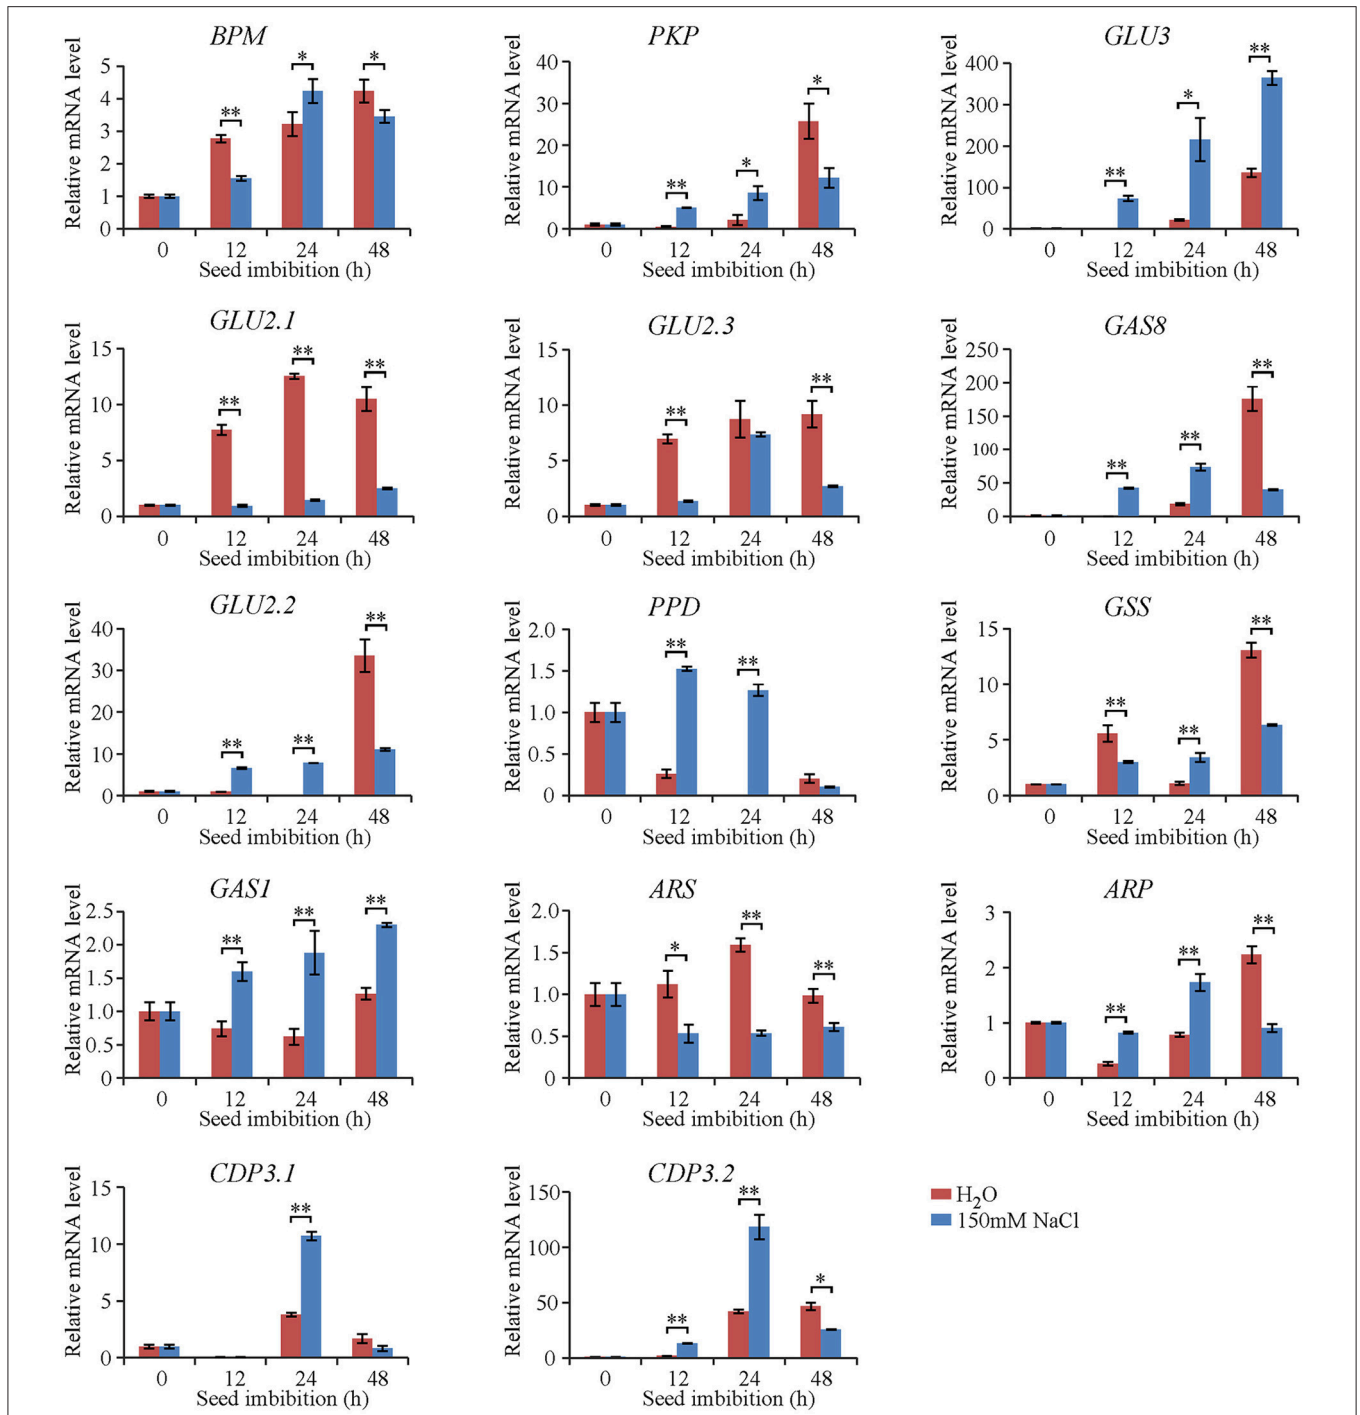 BPM
Relative mRNA level
5
4
3
2
1
0
** * *
0 12 24 48
Seed imbibition (h)
PKP
Relative mRNA level
40
30
20
10
0
** * *
0 12 24 48
Seed imbibition (h)
GLU3
Relative mRNA level
400
300
200
100
0
** * **
0 12 24 48
Seed imbibition (h)
GLU2.1
Relative mRNA level
15
10
5
0
** ** **
0 12 24 48
Seed imbibition (h)
GLU2.3
Relative mRNA level
15
10
5
0
** **
0 12 24 48
Seed imbibition (h)
GAS8
Relative mRNA level
250
200
150
100
50
0
** ** **
0 12 24 48
Seed imbibition (h)
GLU2.2
Relative mRNA level
40
30
20
10
0
** ** **
0 12 24 48
Seed imbibition (h)
PPD
Relative mRNA level
2.0
1.5
1.0
0.5
0
** **
0 12 24 48
Seed imbibition (h)
GSS
Relative mRNA level
15
10
5
0
** ** **
0 12 24 48
Seed imbibition (h)
GAS1
Relative mRNA level
2.5
2.0
1.5
1.0
0.5
0
** ** **
0 12 24 48
Seed imbibition (h)
ARS
Relative mRNA level
2.0
1.5
1.0
0.5
0
* ** **
0 12 24 48
Seed imbibition (h)
ARP
Relative mRNA level
3
2
1
0
** ** **
0 12 24 48
Seed imbibition (h)
CDP3.1
Relative mRNA level
15
10
5
0
**
0 12 24 48
Seed imbibition (h)
CDP3.2
Relative mRNA level
150
100
50
0
** ** *
0 12 24 48
Seed imbibition (h)
H₂O
150mM NaCl